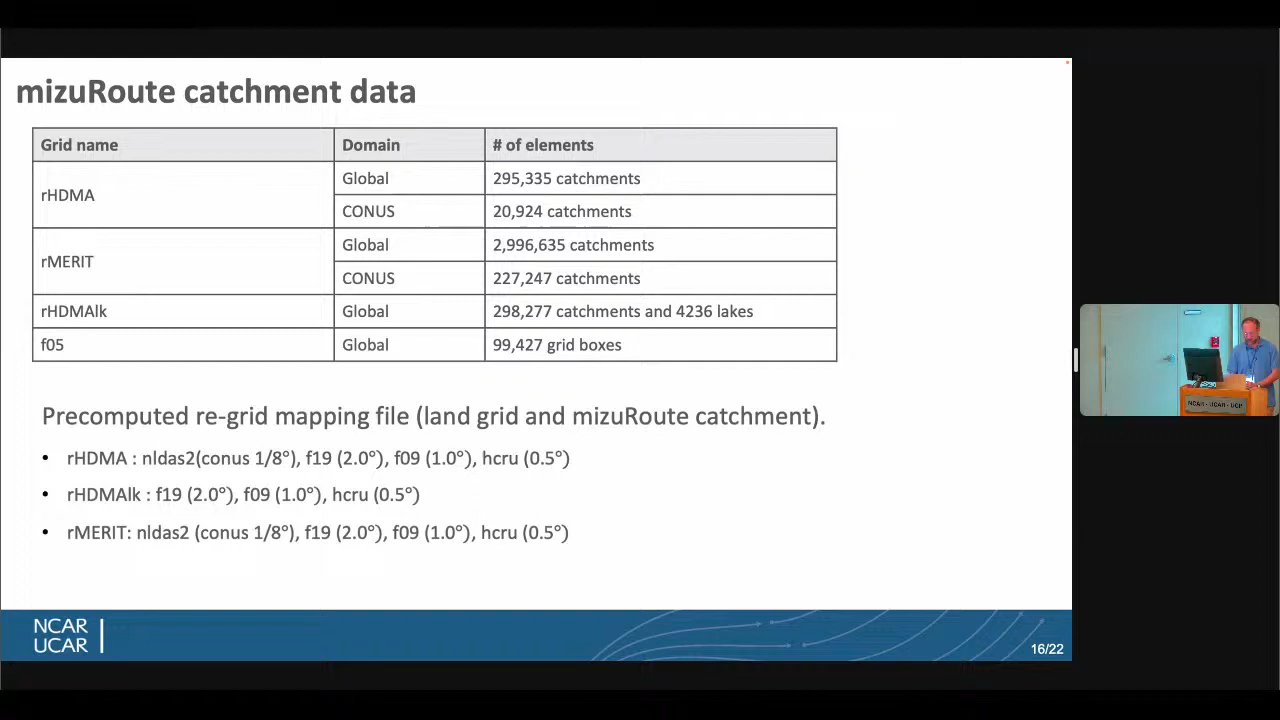 mizuRoute catchment data
Grid name Domain # of elements
rHDMA Global 295,335 catchments
CONUS 20,924 catchments
rMERIT Global 2,996,635 catchments
CONUS 227,247 catchments
rHDMAlk Global 298,277 catchments and 4236 lakes
f05 Global 99,427 grid boxes
Precomputed re-grid mapping file (land grid and mizuRoute catchment).
• rHDMA : nldas2(conus 1/8°), f19 (2.0°), f09 (1.0°), hcru (0.5°)
• rHDMAlk : f19 (2.0°), f09 (1.0°), hcru (0.5°)
• rMERIT: nldas2 (conus 1/8°), f19 (2.0°), f09 (1.0°), hcru (0.5°)
NCAR
UCAR
16/22
NCAR - UCAR - UCP